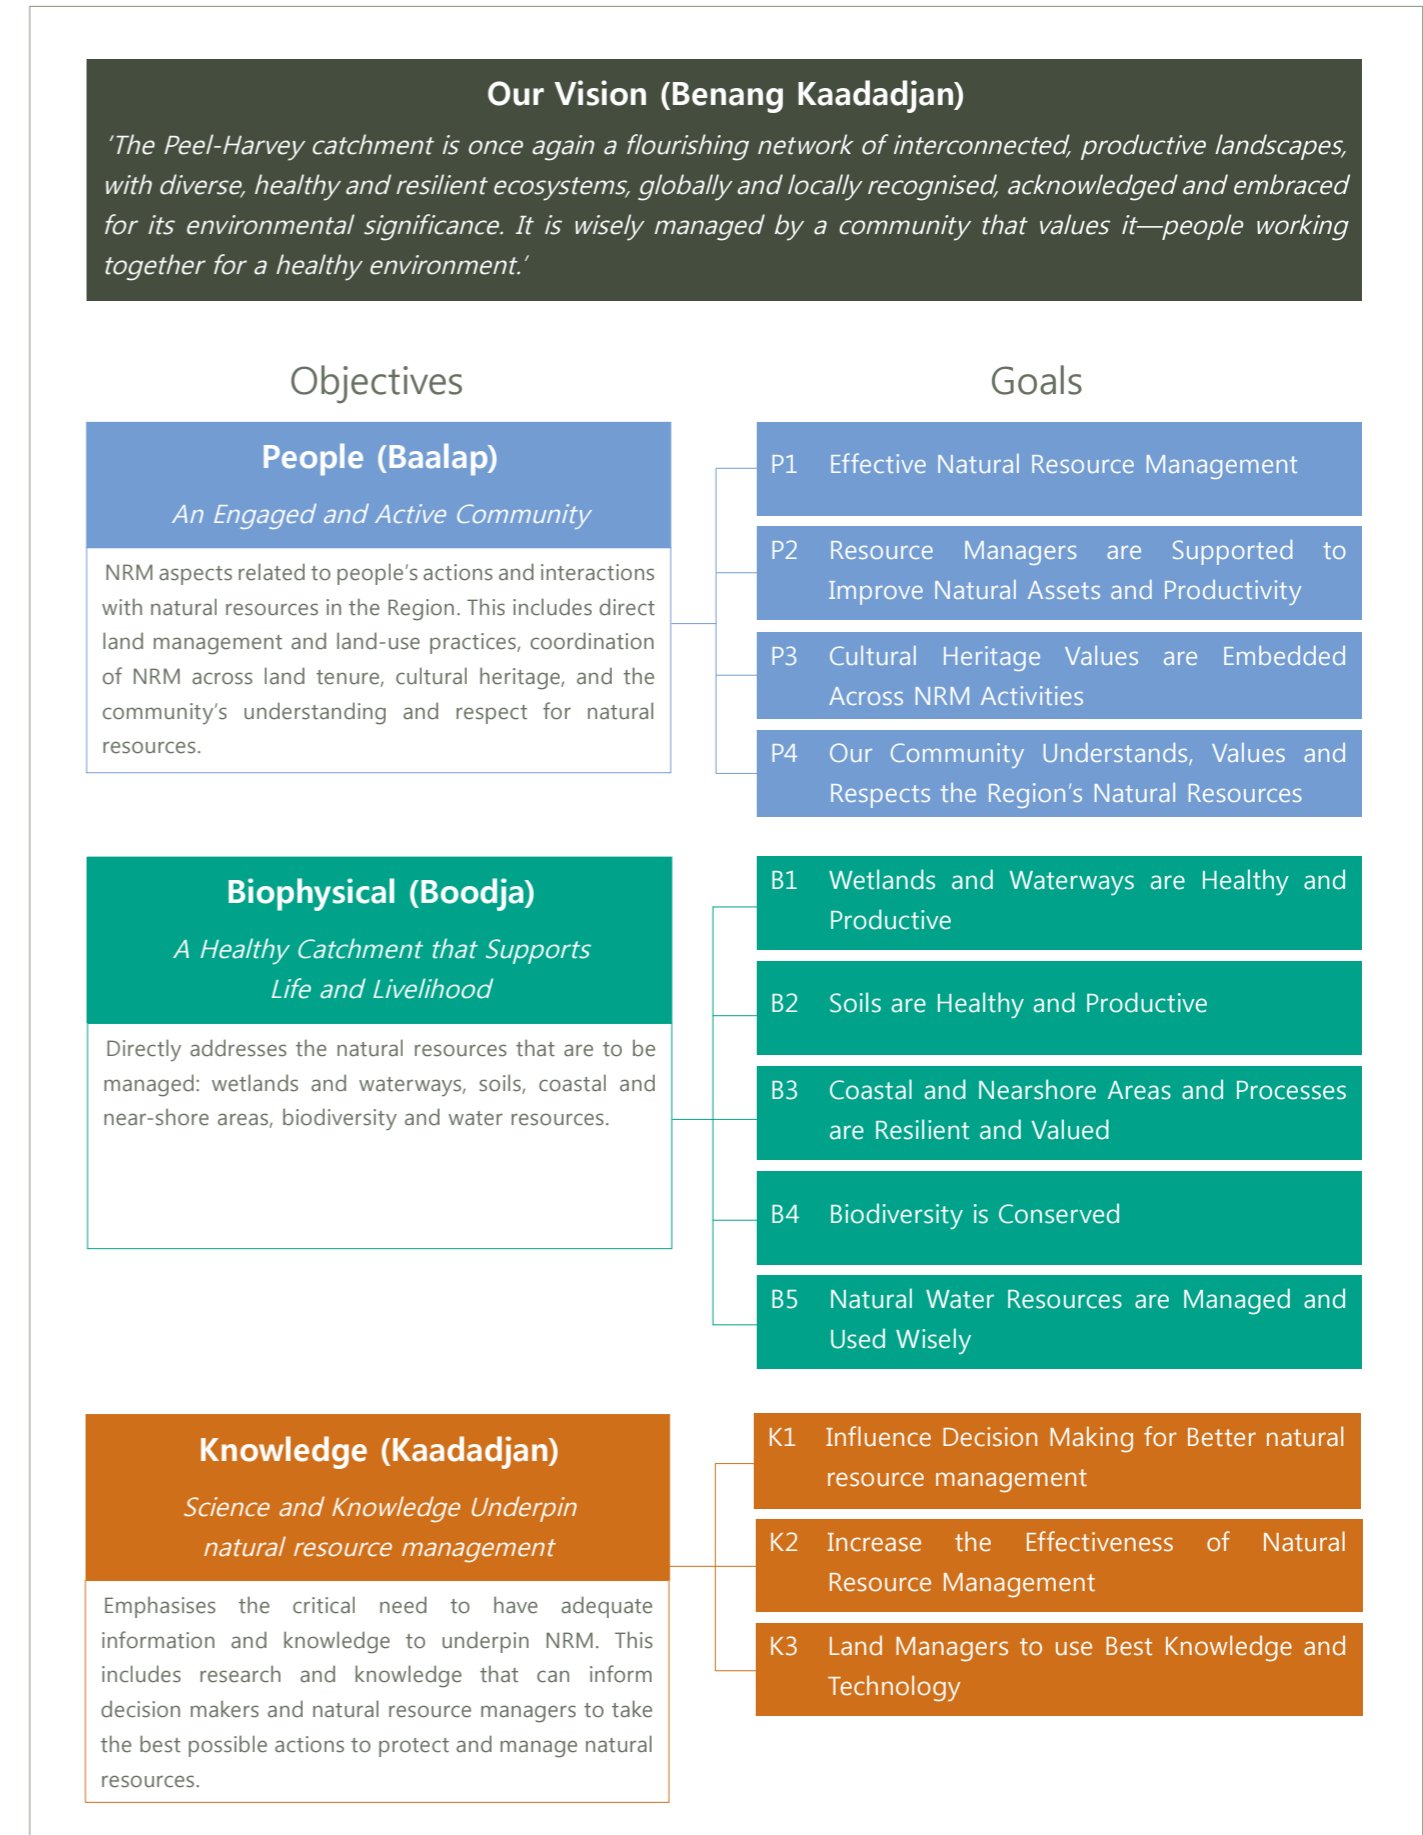 Our Vision (Benang Kaadadjan)
'The Peel-Harvey catchment is once again a flourishing network of interconnected, productive landscapes,
with diverse, healthy and resilient ecosystems, globally and locally recognised, acknowledged and embraced
for its environmental significance. It is wisely managed by a community that values it—people working
together for a healthy environment.'
Objectives
People (Baalap)
An Engaged and Active Community
NRM aspects related to people's actions and interactions
with natural resources in the Region. This includes direct
land management and land-use practices, coordination
of NRM across land tenure, cultural heritage, and the
community's understanding and respect for natural
resources.
Goals
P1 Effective Natural Resource Management
P2 Resource Managers are Supported to
Improve Natural Assets and Productivity
P3 Cultural Heritage Values are Embedded
Across NRM Activities
P4 Our Community Understands, Values and
Respects the Region's Natural Resources
Biophysical (Boodja)
A Healthy Catchment that Supports
Life and Livelihood
Directly addresses the natural resources that are to be
managed: wetlands and waterways, soils, coastal and
near-shore areas, biodiversity and water resources.
B1 Wetlands and Waterways are Healthy and
Productive
B2 Soils are Healthy and Productive
B3 Coastal and Nearshore Areas and Processes
are Resilient and Valued
B4 Biodiversity is Conserved
B5 Natural Water Resources are Managed and
Used Wisely
Knowledge (Kaadadjan)
Science and Knowledge Underpin
natural resource management
Emphasises the critical need to have adequate
information and knowledge to underpin NRM. This
includes research and knowledge that can inform
decision makers and natural resource managers to take
the best possible actions to protect and manage natural
resources.
K1 Influence Decision Making for Better natural
resource management
K2 Increase the Effectiveness of Natural
Resource Management
K3 Land Managers to use Best Knowledge and
Technology